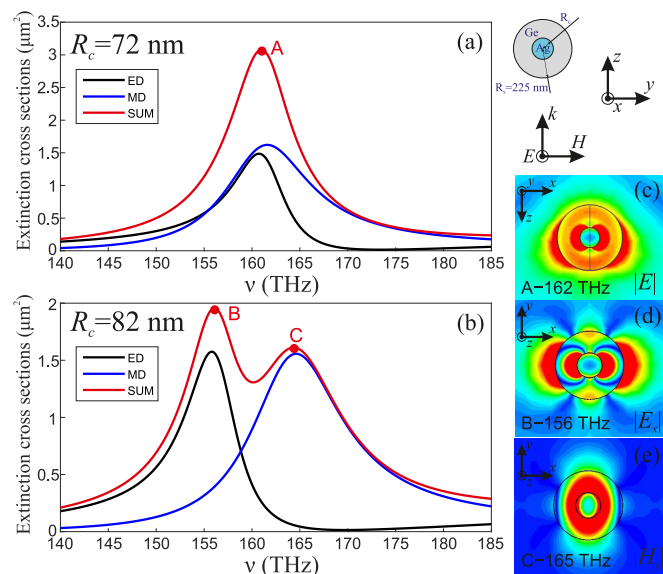 Extinction cross sections (μm²)
3.5
3
2.5
2
1.5
1
0.5
0
R_c=72 nm
A
(a)
ED
MD
SUM
140 145 150 155 160 165 170 175 180 185
ν (THz)
Extinction cross sections (μm²)
2
1.5
1
0.5
0
R_c=82 nm
B
C
(b)
ED
MD
SUM
140 145 150 155 160 165 170 175 180 185
ν (THz)
Ge
Ag
R_s=225 nm
z
y
x
k
E
H
y x (c)
z
A−162 THz |E|
y (d)
z x
B−156 THz |E_x|
y (e)
x
C−165 THz